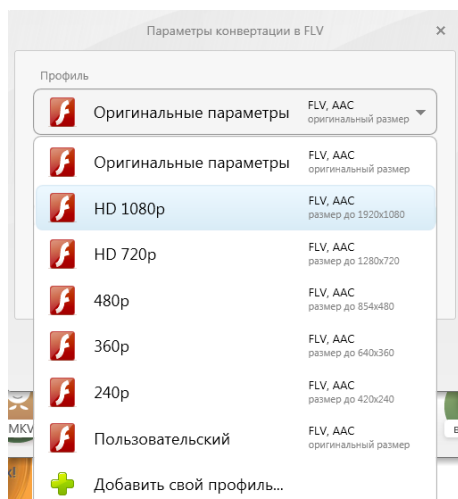 Параметры конвертации в FLV
Профиль
Оригинальные параметры FLV, AAC
оригинальный размер
Оригинальные параметры FLV, AAC
оригинальный размер
HD 1080p FLV, AAC
размер до 1920x1080
HD 720p FLV, AAC
размер до 1280x720
480p FLV, AAC
размер до 854x480
360p FLV, AAC
размер до 640x360
240p FLV, AAC
размер до 420x240
MKV
Пользовательский FLV, AAC
оригинальный размер
Добавить свой профиль...